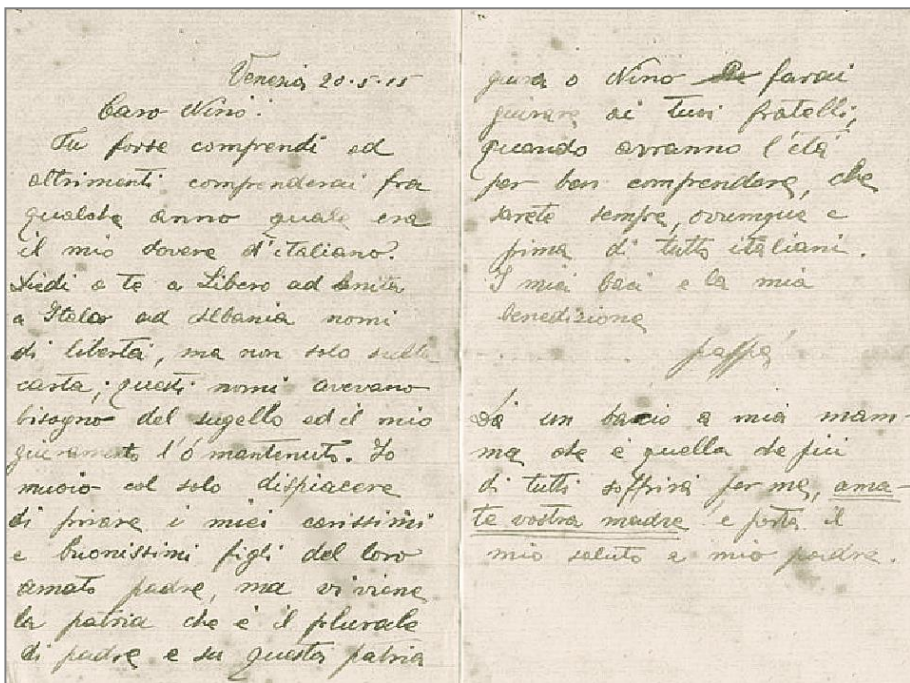 Venezia 20-5-15
Caro Nino.
Tu forse comprendi od
altrimenti comprenderai fra
qualche anno quale era
il mio dovere d'italiano.
Diedi a te a Libero ad Anita
a Italo ad Albania nomi
di libertà, ma non solo sulla
carta; questi nomi avevano
bisogno del sugello ed il mio
giuramento l'ò mantenuto. Io
muoio col solo dispiacere
di privare i miei carissimi
e buonissimi figli del loro
amato padre, ma vi viene
la patria che è il plurale
di padre e su questa patria
giura o Nino e farai
giurare ai tuoi fratelli,
quando avranno l'età
per ben comprendere, che
sarete sempre, ovunque e
prima di tutto italiani.
I miei baci e la mia
benedizione
pappà
Dà un bacio a mia mam-
ma che è quella che più
di tutti soffrirà per me, ama-
te vostra madre e porta il
mio saluto a mio padre.